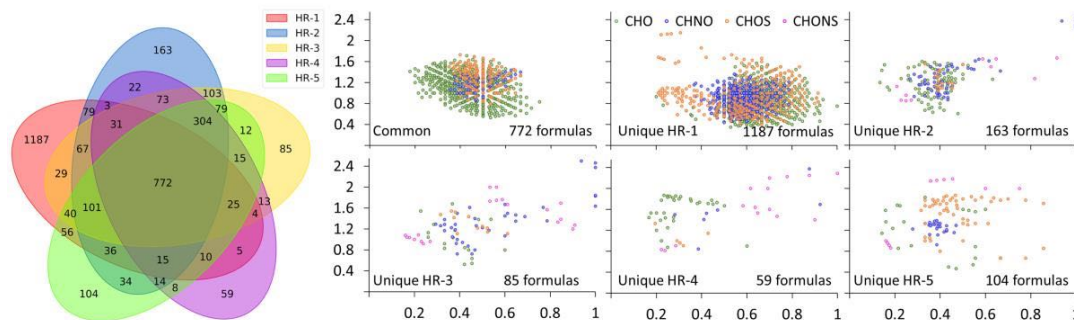 HR-1
HR-2
HR-3
HR-4
HR-5
163
22
103
79
3
73
79
31
304
12
1187
67
15
85
29
772
13
40
101
25
4
56
36
10
5
15
34
14
8
104
59
CHO CHNO CHOS CHONS
2.4
2
1.6
1.2
0.8
0.4
Common 772 formulas
Unique HR-1 1187 formulas
Unique HR-2 163 formulas
2.4
2
1.6
1.2
0.8
0.4
Unique HR-3 85 formulas
Unique HR-4 59 formulas
Unique HR-5 104 formulas
0 0.2 0.4 0.6 0.8 1
0.2 0.4 0.6 0.8 1
0.2 0.4 0.6 0.8 1